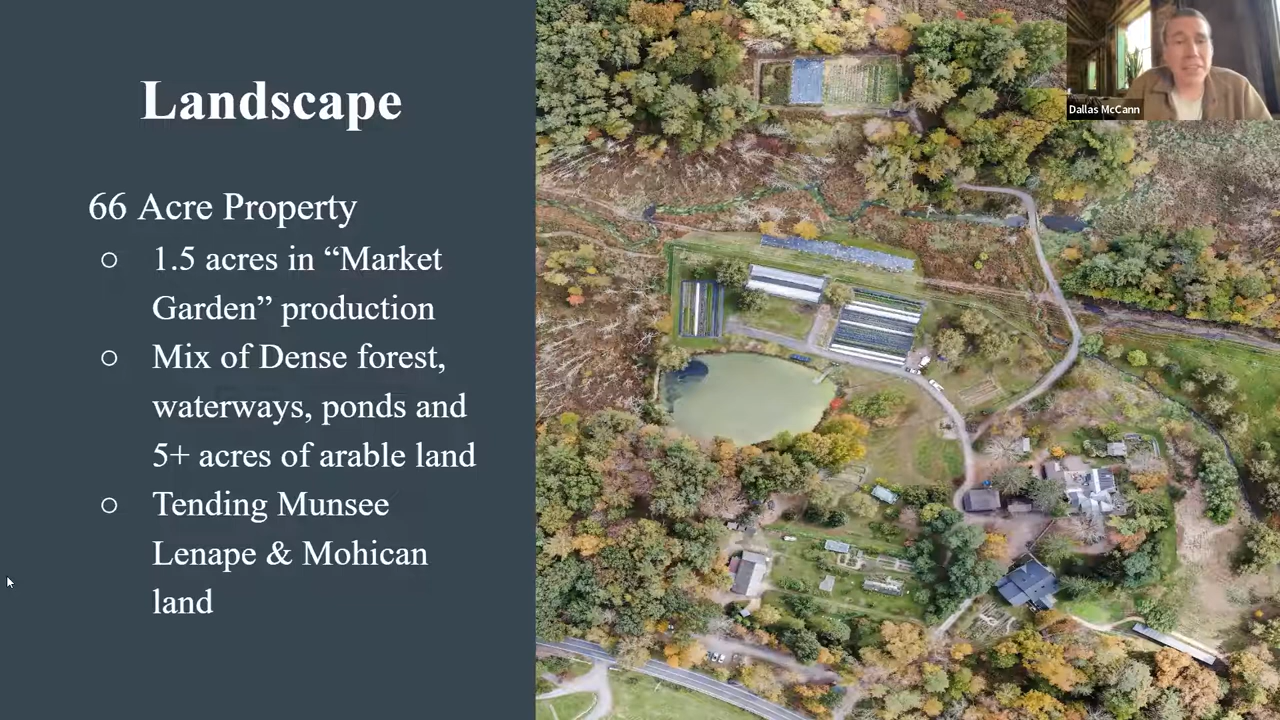 Landscape
66 Acre Property
○ 1.5 acres in “Market
Garden” production
○ Mix of Dense forest,
waterways, ponds and
5+ acres of arable land
○ Tending Munsee
Lenape & Mohican
land
Dallas McCann